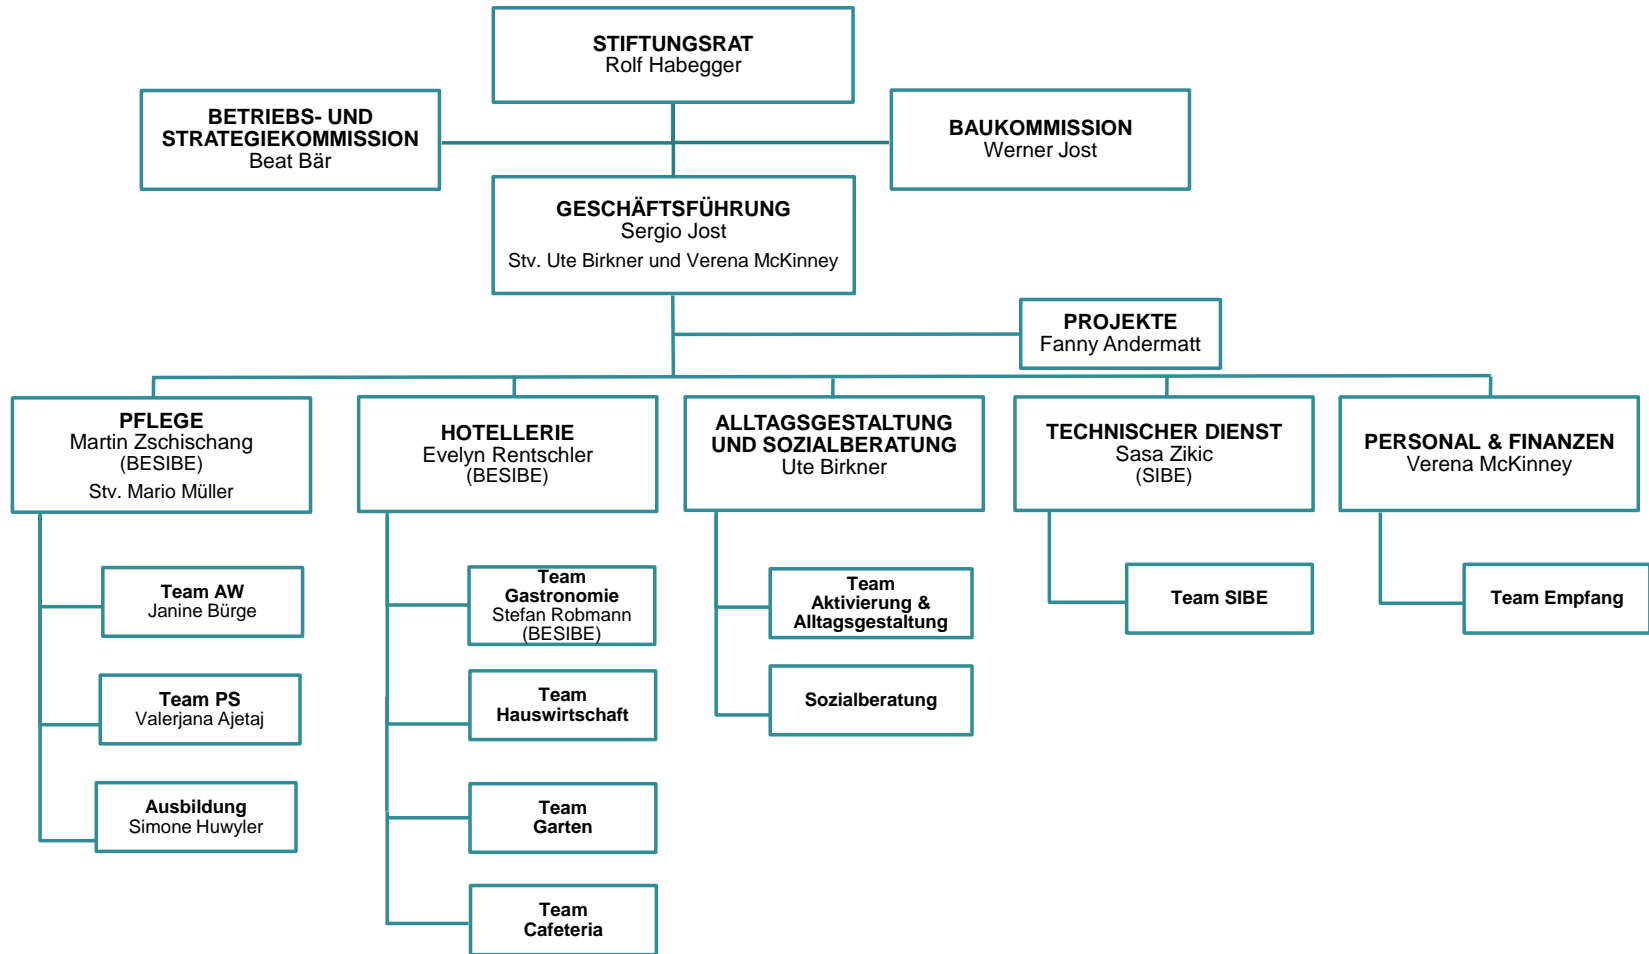 STIFTUNGSRAT
Rolf Habegger
BETRIEBS- UND
STRATEGIEKOMMISSION
Beat Bär
BAUKOMMISSION
Werner Jost
GESCHÄFTSFÜHRUNG
Sergio Jost
Stv. Ute Birkner und Verena McKinney
PROJEKTE
Fanny Andermatt
PFLEGE
Martin Zschischang
(BESIBE)
Stv. Mario Müller
HOTELLERIE
Evelyn Rentschler
(BESIBE)
ALLTAGSGESTALTUNG
UND SOZIALBERATUNG
Ute Birkner
TECHNISCHER DIENST
Sasa Zikic
(SIBE)
PERSONAL & FINANZEN
Verena McKinney
Team AW
Janine Bürge
Team PS
Valerjana Ajetaj
Ausbildung
Simone Huwyler
Team
Gastronomie
Stefan Robmann
(BESIBE)
Team
Hauswirtschaft
Team
Garten
Team
Cafeteria
Team
Aktivierung &
Alltagsgestaltung
Sozialberatung
Team SIBE
Team Empfang